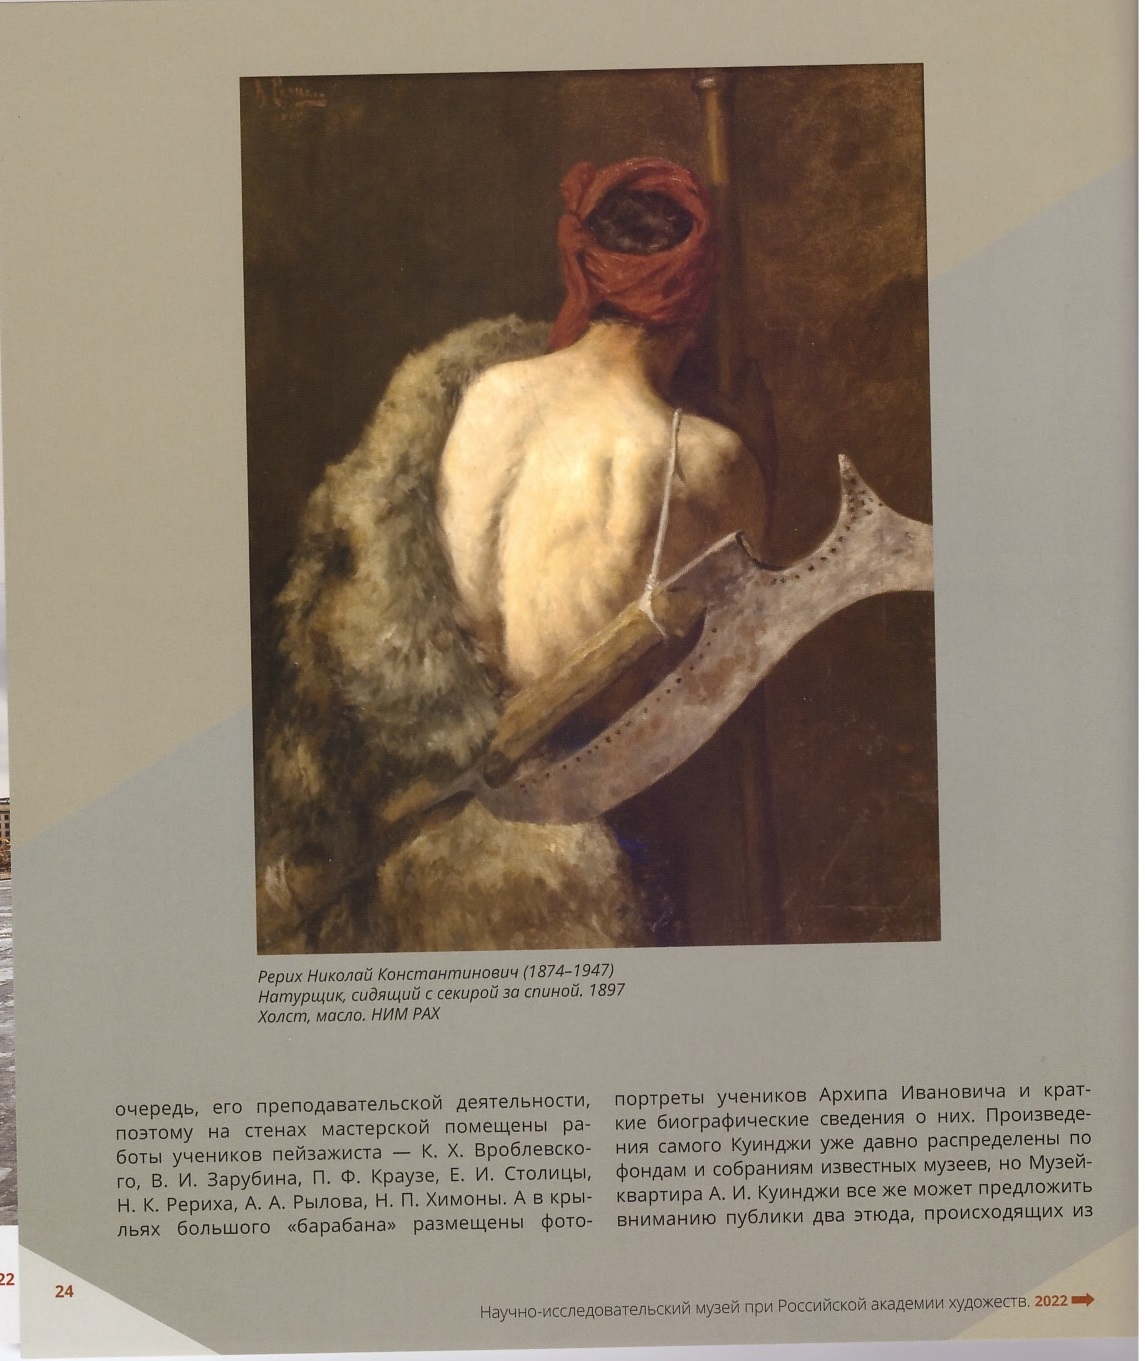 Рерих Николай Константинович (1874–1947)
Натурщик, сидящий с секирой за спиной. 1897
Холст, масло. НИМ РАХ
очередь, его преподавательской деятельности,
поэтому на стенах мастерской помещены ра-
боты учеников пейзажиста — К. Х. Вроблевско-
го, В. И. Зарубина, П. Ф. Краузе, Е. И. Столицы,
Н. К. Рериха, А. А. Рылова, Н. П. Химоны. А в кры-
льях большого «барабана» размещены фото-
портреты учеников Архипа Ивановича и крат-
кие биографические сведения о них. Произведе-
ния самого Куинджи уже давно распределены по
фондам и собраниям известных музеев, но Музей-
квартира А. И. Куинджи все же может предложить
вниманию публики два этюда, происходящих из
22
24
Научно-исследовательский музей при Российской академии художеств. 2022